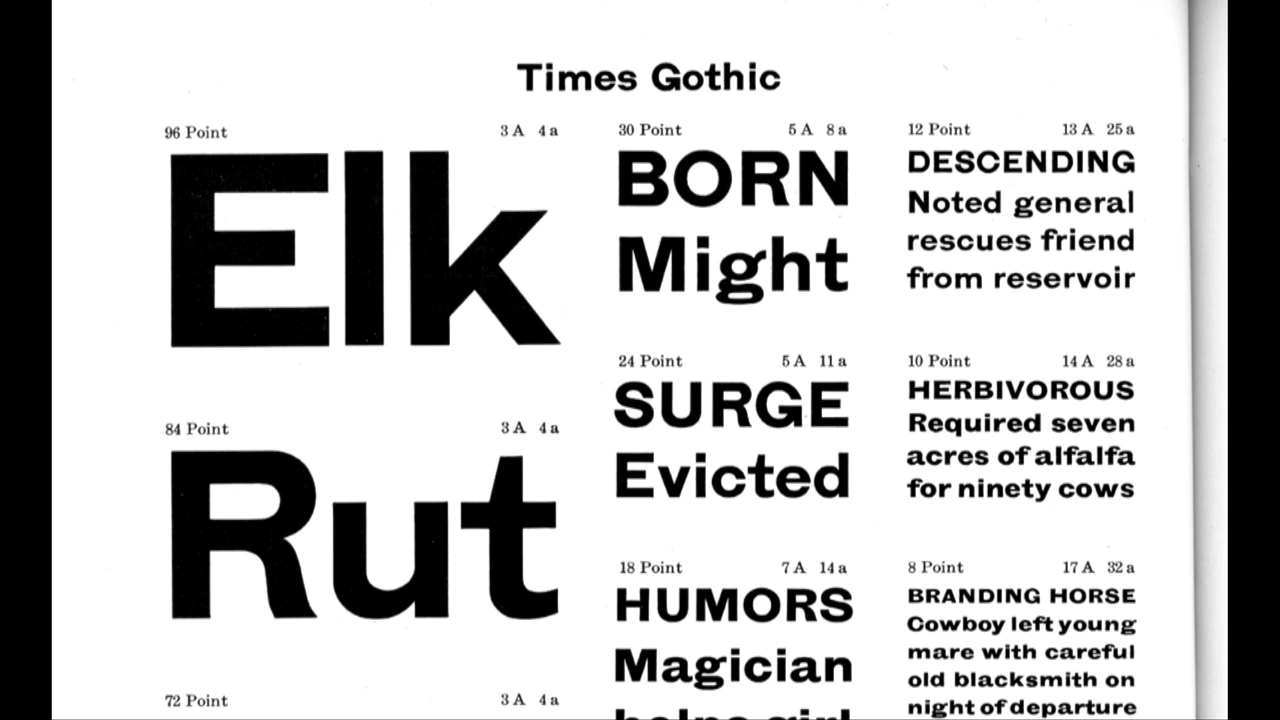 Times Gothic
96 Point 3 A 4 a
Elk
84 Point 3 A 4 a
Rut
72 Point 3 A 4 a
30 Point 5 A 8 a
BORN
Might
24 Point 5 A 11 a
SURGE
Evicted
18 Point 7 A 14 a
HUMORS
Magician
helps girl
12 Point 13 A 25 a
DESCENDING
Noted general
rescues friend
from reservoir
10 Point 14 A 28 a
HERBIVOROUS
Required seven
acres of alfalfa
for ninety cows
8 Point 17 A 32 a
BRANDING HORSE
Cowboy left young
mare with careful
old blacksmith on
night of departure